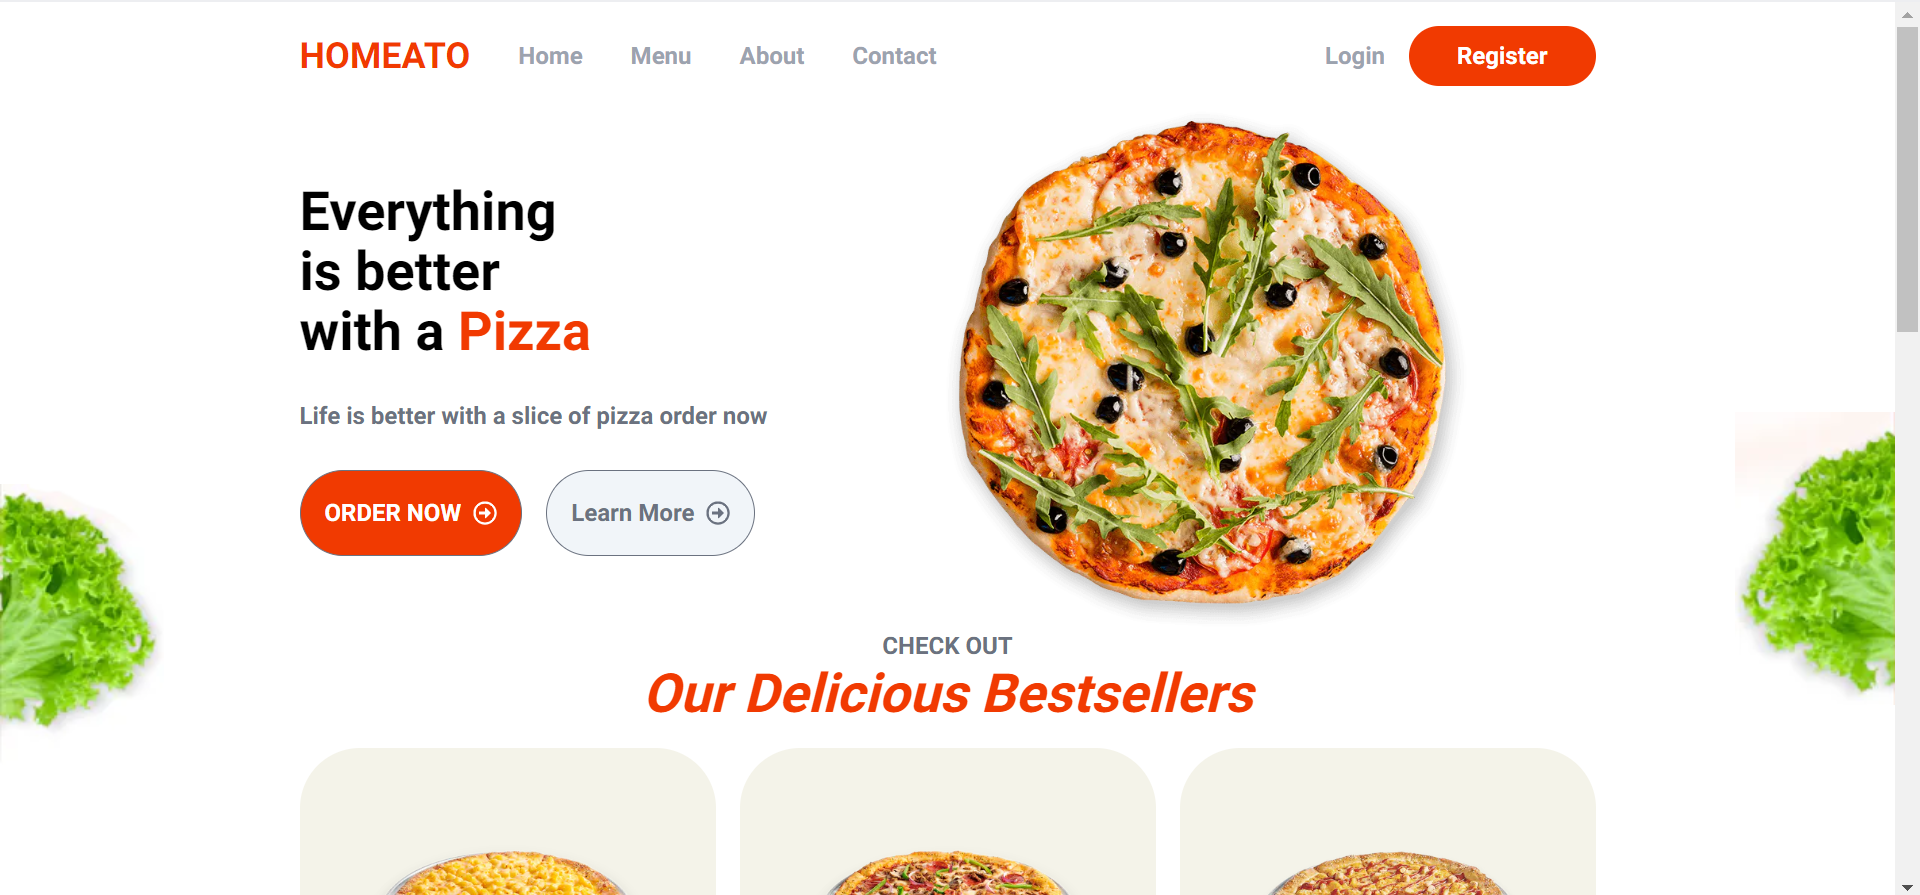 HOMEATO
Home
Menu
About
Contact
Login
Register
Everything
is better
with a Pizza
Life is better with a slice of pizza order now
ORDER NOW
Learn More
CHECK OUT
Our Delicious Bestsellers